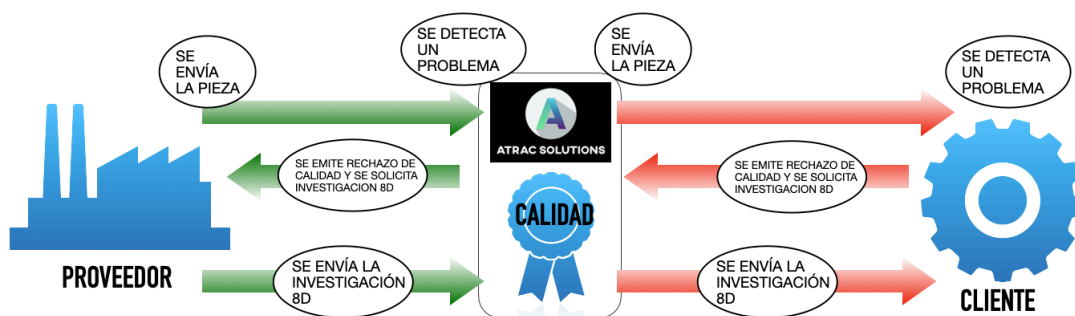 SE
ENVÍA
LA PIEZA
SE DETECTA
UN
PROBLEMA
SE
ENVÍA
LA PIEZA
SE DETECTA
UN
PROBLEMA
A
ATRAC SOLUTIONS
SE EMITE RECHAZO DE
CALIDAD Y SE SOLICITA
INVESTIGACION 8D
SE EMITE RECHAZO DE
CALIDAD Y SE SOLICITA
INVESTIGACION 8D
CALIDAD
PROVEEDOR
SE ENVÍA LA
INVESTIGACIÓN
8D
SE ENVÍA LA
INVESTIGACIÓN
8D
CLIENTE